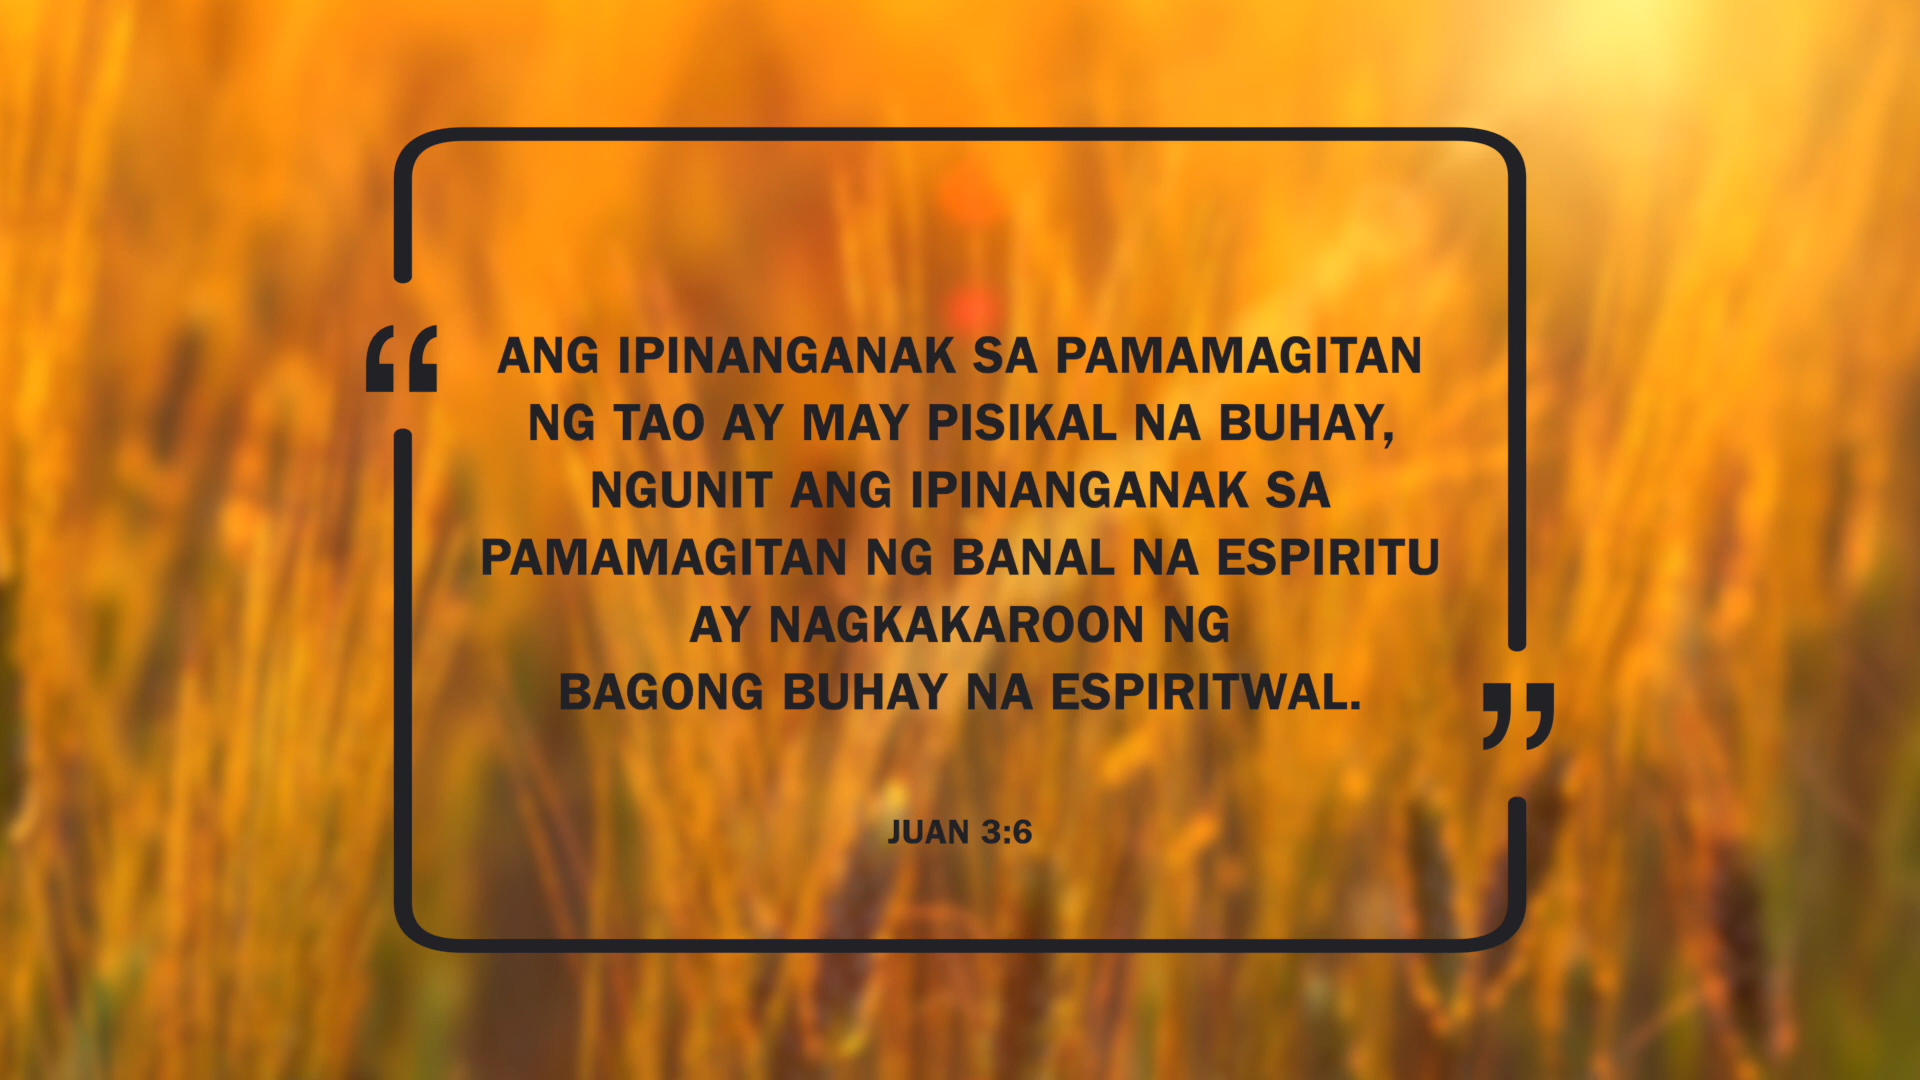 “ ANG IPINANGANAK SA PAMAMAGITAN
NG TAO AY MAY PISIKAL NA BUHAY,
NGUNIT ANG IPINANGANAK SA
PAMAMAGITAN NG BANAL NA ESPIRITU
AY NAGKAKAROON NG
BAGONG BUHAY NA ESPIRITWAL. ”
JUAN 3:6